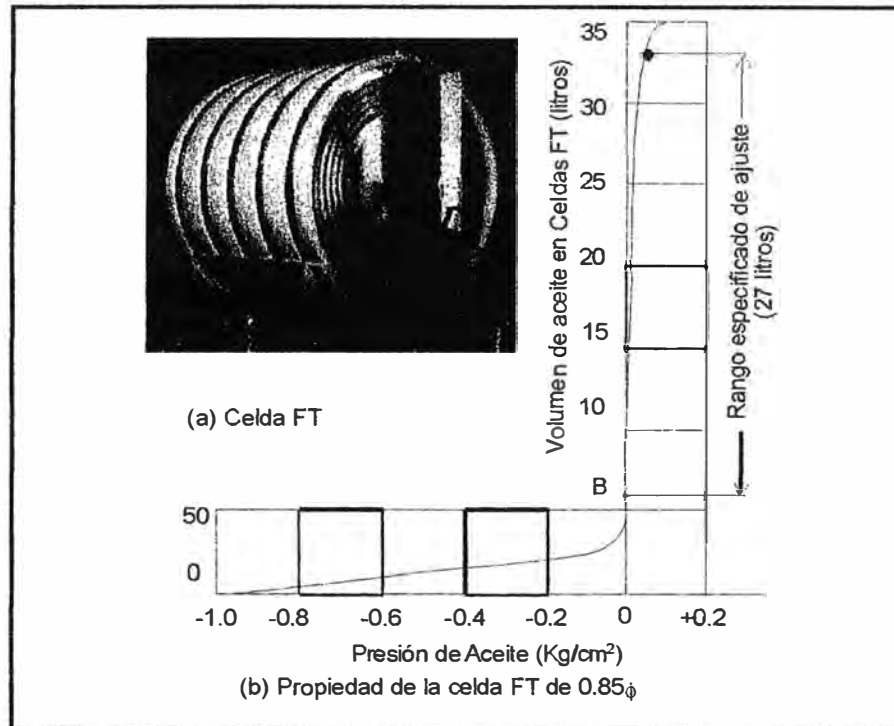 35
30
25
20
15
10
B
Volumen de aceite en Celdas FT (litros)
Rango especificado de ajuste
(27 litros)
(a) Celda FT
50
0
-1.0 -0.8 -0.6 -0.4 -0.2 0 +0.2
Presión de Aceite (Kg/cm²)
(b) Propiedad de la celda FT de 0.85ϕ